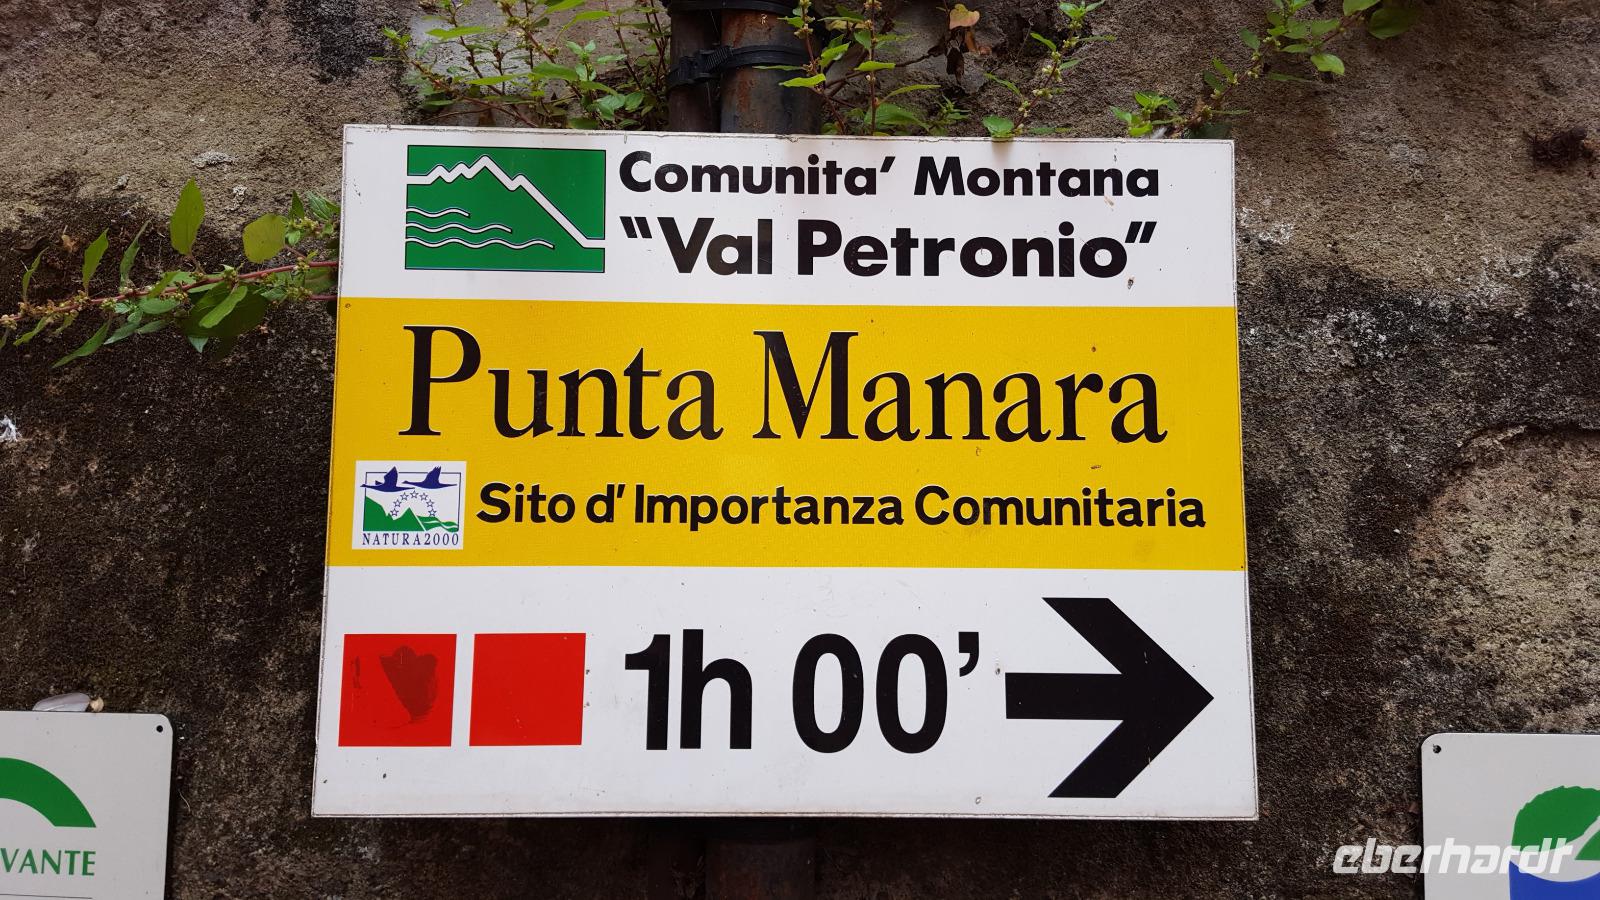 Comunita' Montana
"Val Petronio"
Punta Manara
NATURA2000
Sito d' Importanza Comunitaria
1h 00'
VANTE
eberhardt